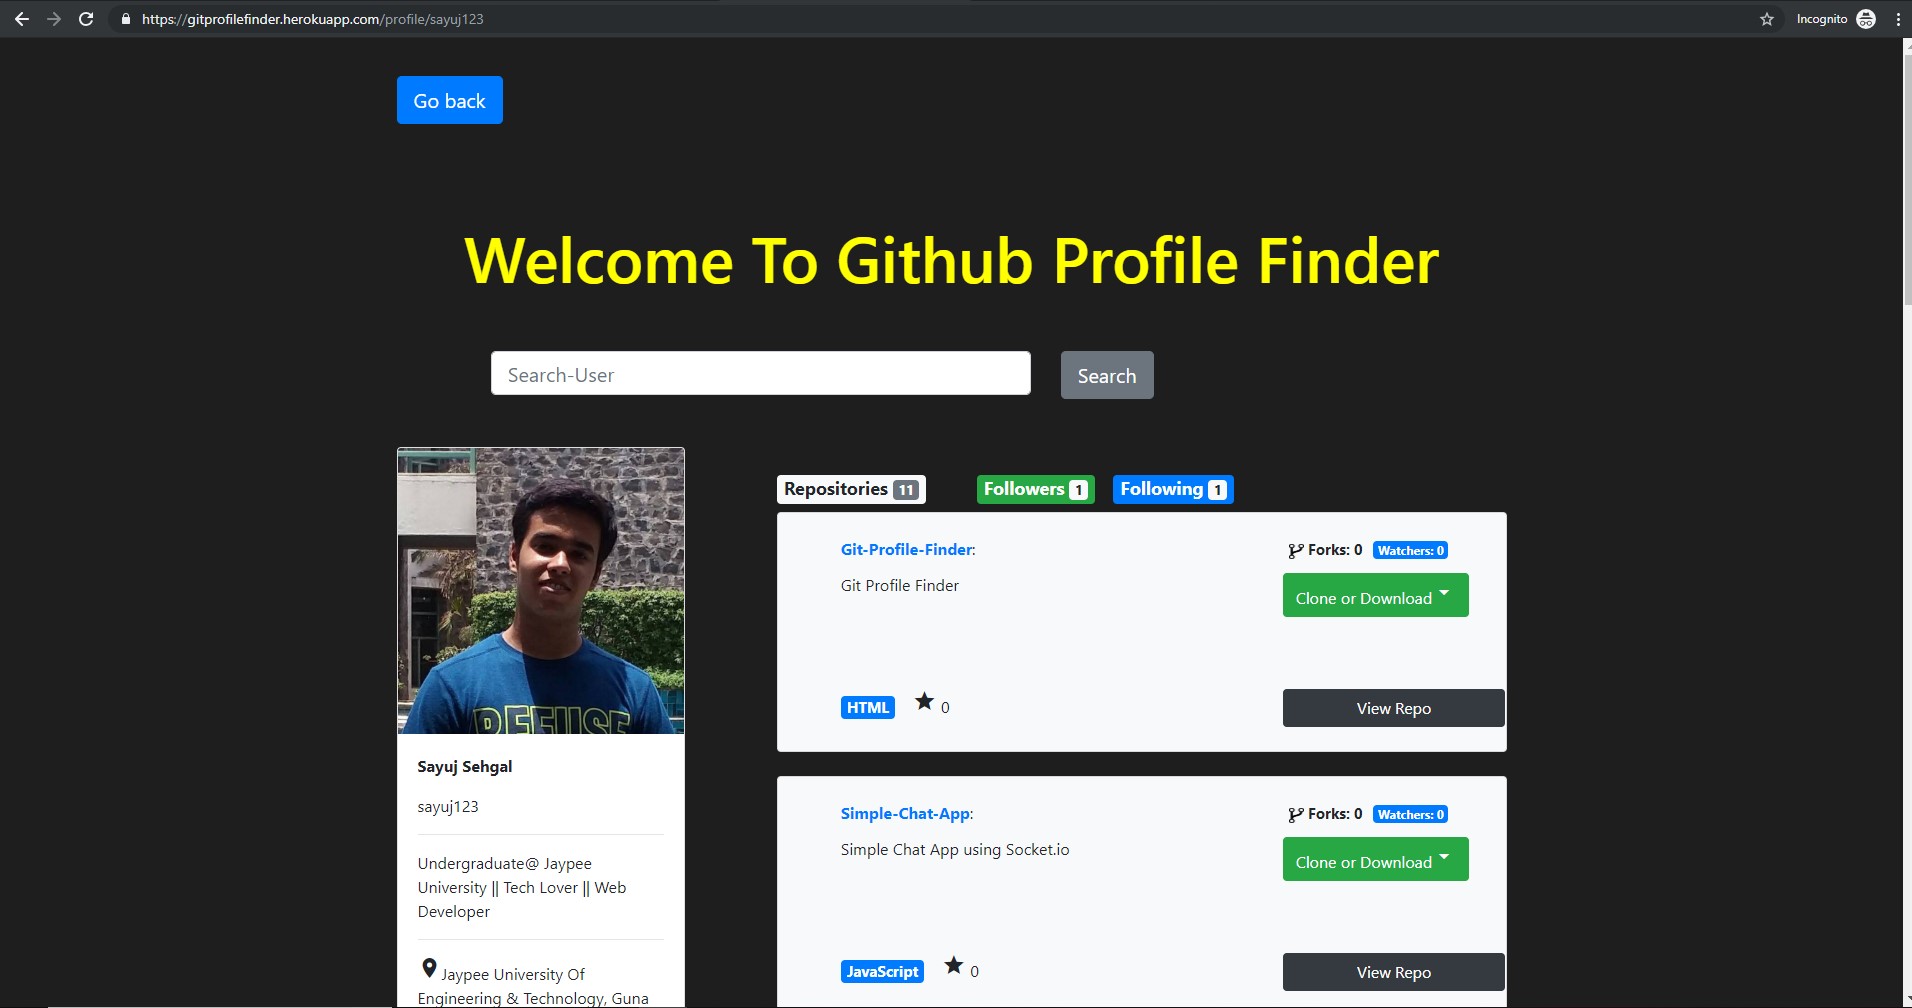 https://gitprofilefinder.herokuapp.com/profile/sayuj123
Incognito
Go back
Welcome To Github Profile Finder
Search-User
Search
Repositories 11
Followers 1
Following 1
Git-Profile-Finder:
Forks: 0
Watchers: 0
Git Profile Finder
Clone or Download
HTML
0
View Repo
REFUSE
Sayuj Sehgal
sayuj123
Undergraduate@ Jaypee
University || Tech Lover || Web
Developer
Jaypee University Of
Engineering & Technology, Guna
Simple-Chat-App:
Forks: 0
Watchers: 0
Simple Chat App using Socket.io
Clone or Download
JavaScript
0
View Repo